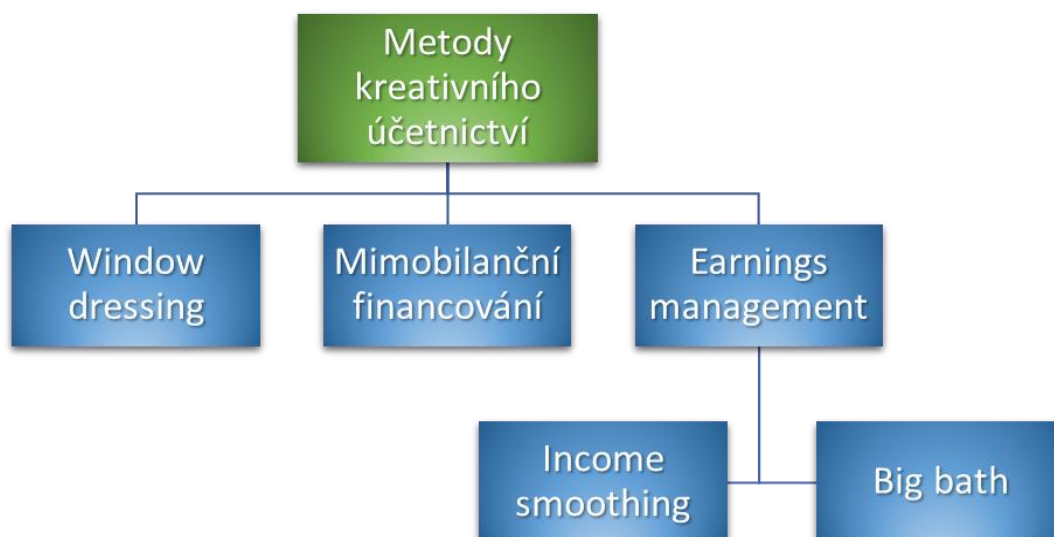 Metody
kreativního
účetnictví
Window
dressing
Mimobilanční
financování
Earnings
management
Income
smoothing
Big bath